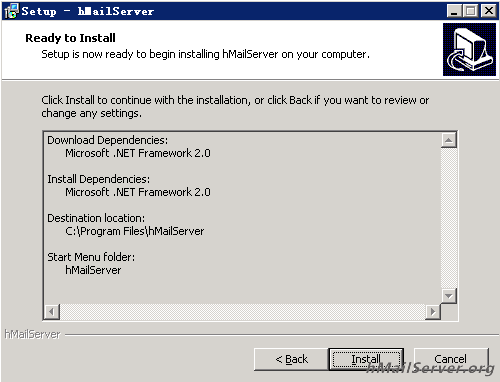 Setup - hMailServer
Ready to Install
Setup is now ready to begin installing hMailServer on your computer.
Click Install to continue with the installation, or click Back if you want to review or
change any settings.
Download Dependencies:
Microsoft .NET Framework 2.0
Install Dependencies:
Microsoft .NET Framework 2.0
Destination location:
C:\Program Files\hMailServer
Start Menu folder:
hMailServer
hMailServer
< Back
Install
Cancel
hMailServer.org